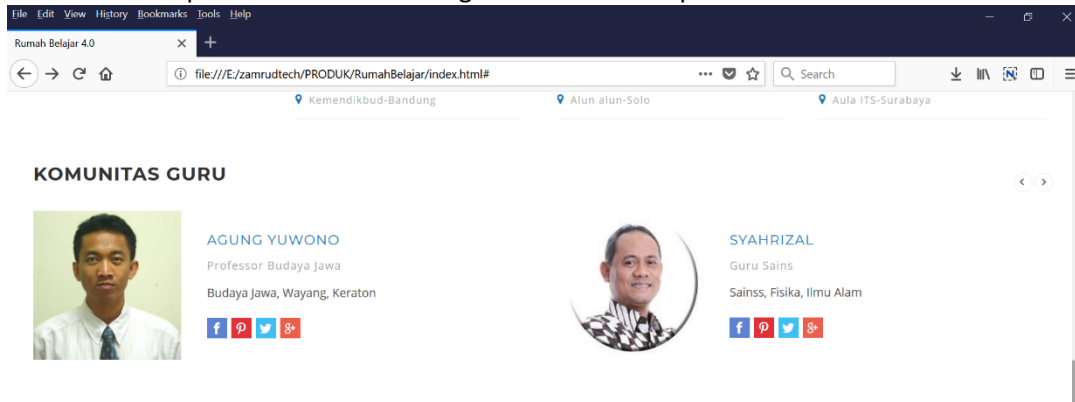 File Edit View History Bookmarks Tools Help
Rumah Belajar 4.0
file:///E:/zamrudtech/PRODUK/RumahBelajar/index.html#
Search
Kemendikbud-Bandung
Alun alun-Solo
Aula ITS-Surabaya
KOMUNITAS GURU
AGUNG YUWONO
Professor Budaya Jawa
Budaya Jawa, Wayang, Keraton
SYAHRIZAL
Guru Sains
Sainss, Fisika, Ilmu Alam